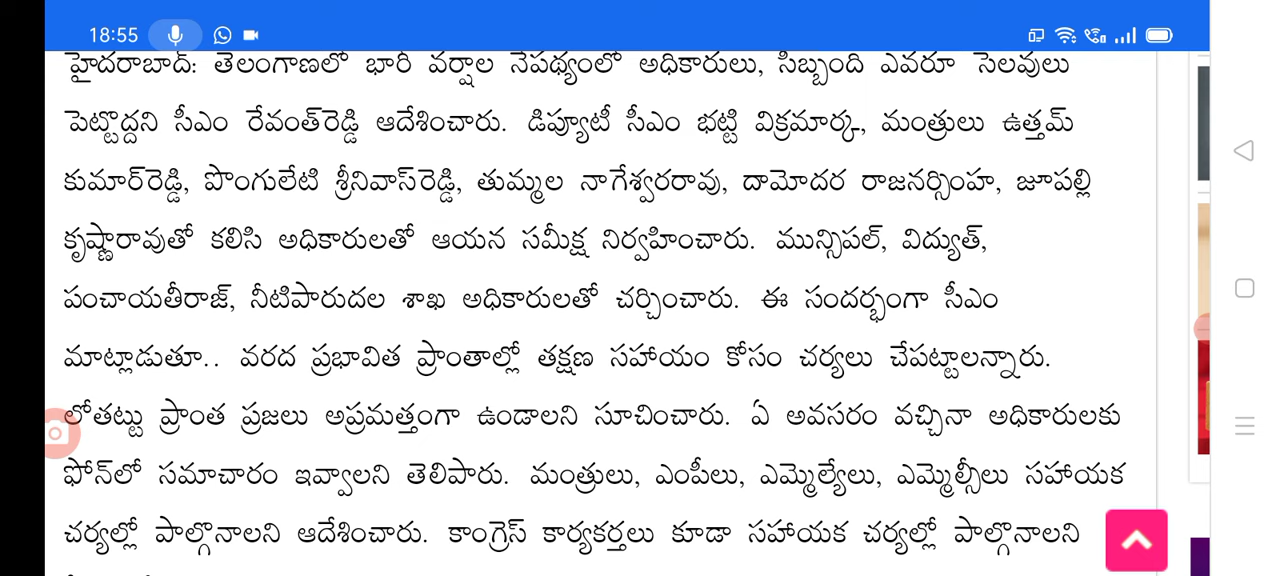 18:55
హైదరాబాద్: తెలంగాణలో భారీ వర్షాల నేపథ్యంలో అధికారులు, సిబ్బంది ఎవరూ సెలవులు
పెట్టొద్దని సీఎం రేవంత్‌రెడ్డి ఆదేశించారు. డిప్యూటీ సీఎం భట్టి విక్రమార్క, మంత్రులు ఉత్తమ్
కుమార్‌రెడ్డి, పొంగులేటి శ్రీనివాస్‌రెడ్డి, తుమ్మల నాగేశ్వరరావు, దామోదర రాజనర్సింహ, జూపల్లి
కృష్ణారావుతో కలిసి అధికారులతో ఆయన సమీక్ష నిర్వహించారు. మున్సిపల్, విద్యుత్,
పంచాయతీరాజ్, నీటిపారుదల శాఖ అధికారులతో చర్చించారు. ఈ సందర్భంగా సీఎం
మాట్లాడుతూ.. వరద ప్రభావిత ప్రాంతాల్లో తక్షణ సహాయం కోసం చర్యలు చేపట్టాలన్నారు.
లోతట్టు ప్రాంత ప్రజలు అప్రమత్తంగా ఉండాలని సూచించారు. ఏ అవసరం వచ్చినా అధికారులకు
ఫోన్‌లో సమాచారం ఇవ్వాలని తెలిపారు. మంత్రులు, ఎంపీలు, ఎమ్మెల్యేలు, ఎమ్మెల్సీలు సహాయక
చర్యల్లో పాల్గొనాలని ఆదేశించారు. కాంగ్రెస్ కార్యకర్తలు కూడా సహాయక చర్యల్లో పాల్గొనాలని